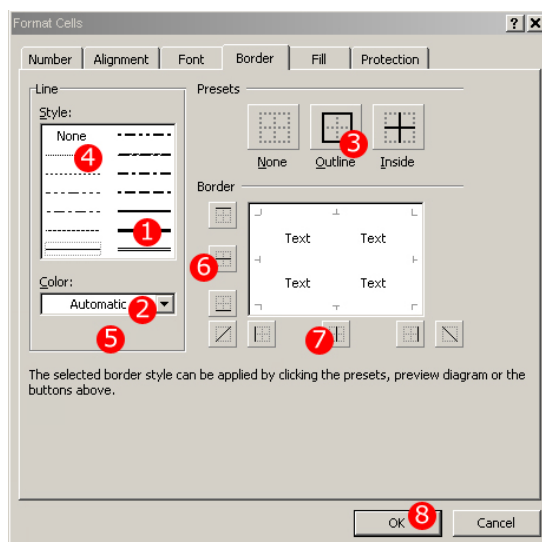 Format Cells
Number Alignment Font Border Fill Protection
Line
Presets
Style:
None
4
1
3
None Outline Inside
Border
Text Text
Text Text
6
Color:
Automatic 2
5
7
The selected border style can be applied by clicking the presets, preview diagram or the
buttons above.
OK 8 Cancel